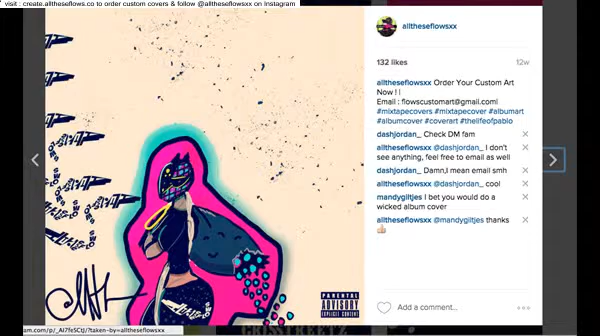 visit : create.alltheseflows.co to order custom covers & follow @alltheseflowsxx on Instagram
alltheseflowsxx
132 likes
12w
alltheseflowsxx Order Your Custom Art
Now ! |
Email : flowscustomart@gmail.com|
#mixtapecovers #mixtapecover #albumart
#albumcover #coverart #thelifeofpablo
dashjordan_ Check DM fam
alltheseflowsxx @dashjordan_ I don't
see anything, feel free to email as well
dashjordan_ Damn,I mean email smh
alltheseflowsxx @dashjordan_ cool
mandygiltjes I bet you would do a
wicked album cover
alltheseflowsxx @mandygiltjes thanks
👍🏼
PARENTAL
ADVISORY
EXPLICIT CONTENT
Add a comment...
am.com/p/_AI7feSCtJ/?taken-by=alltheseflowsxx